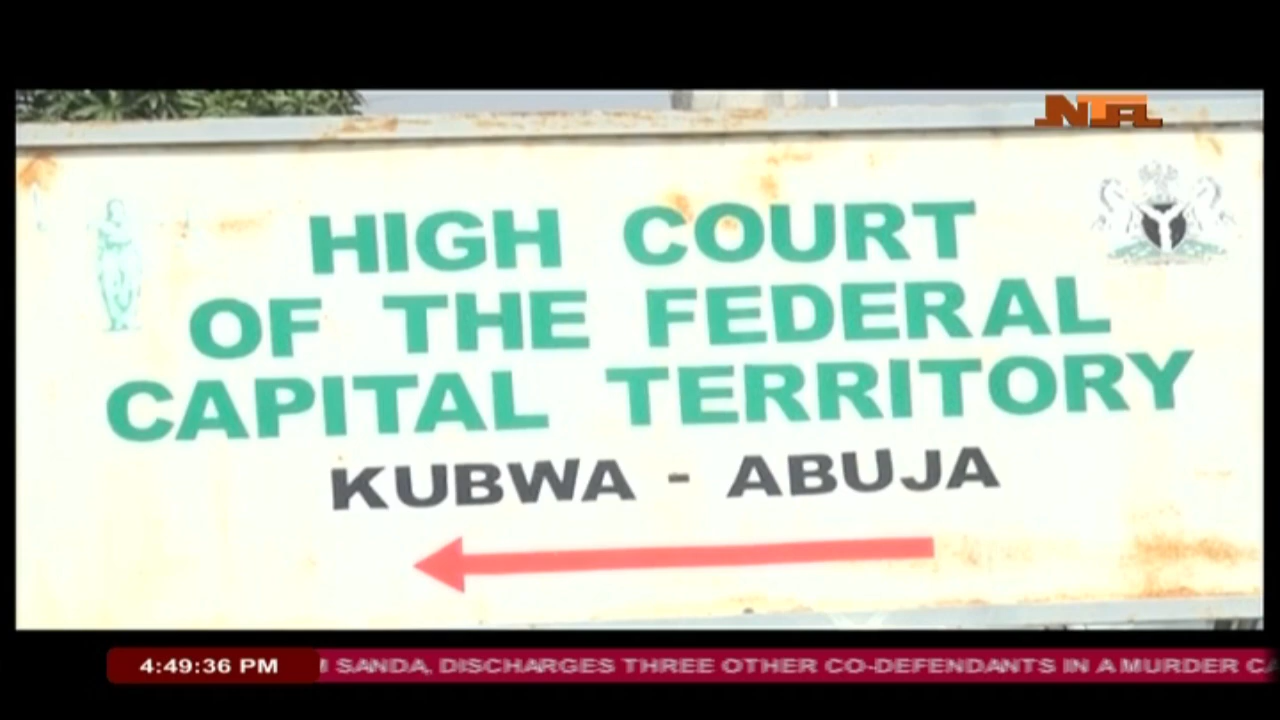 NTA
HIGH COURT
OF THE FEDERAL
CAPITAL TERRITORY
KUBWA - ABUJA
4:49:36 PM
SANDA, DISCHARGES THREE OTHER CO-DEFENDANTS IN A MURDER